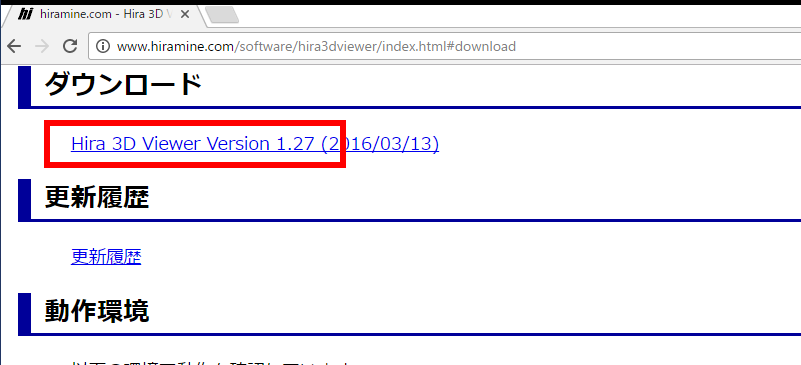 hi hiramine.com - Hira 3D V
www.hiramine.com/software/hira3dviewer/index.html#download
ダウンロード
Hira 3D Viewer Version 1.27 (2016/03/13)
更新履歴
更新履歴
動作環境